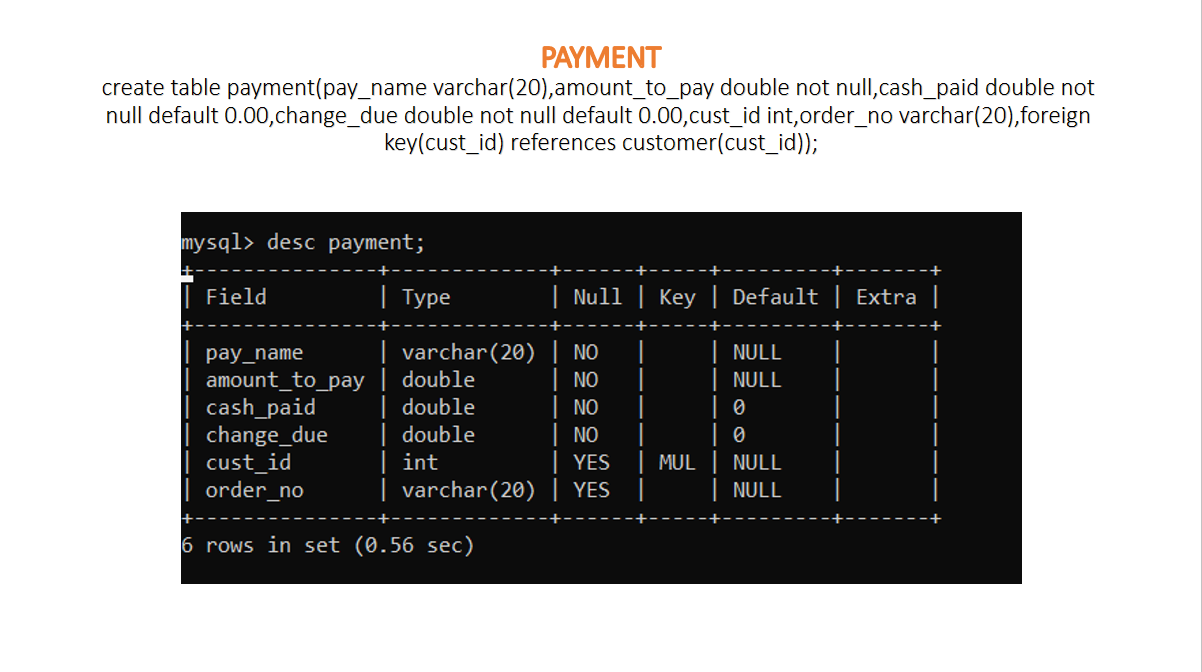 PAYMENT
create table payment(pay_name varchar(20),amount_to_pay double not null,cash_paid double not
null default 0.00,change_due double not null default 0.00,cust_id int,order_no varchar(20),foreign
key(cust_id) references customer(cust_id));
mysql> desc payment;
+---------------+-------------+------+-----+---------+-------+
| Field         | Type        | Null | Key | Default | Extra |
+---------------+-------------+------+-----+---------+-------+
| pay_name      | varchar(20) | NO   |     | NULL    |       |
| amount_to_pay | double      | NO   |     | NULL    |       |
| cash_paid     | double      | NO   |     | 0       |       |
| change_due    | double      | NO   |     | 0       |       |
| cust_id       | int         | YES  | MUL | NULL    |       |
| order_no      | varchar(20) | YES  |     | NULL    |       |
+---------------+-------------+------+-----+---------+-------+
6 rows in set (0.56 sec)